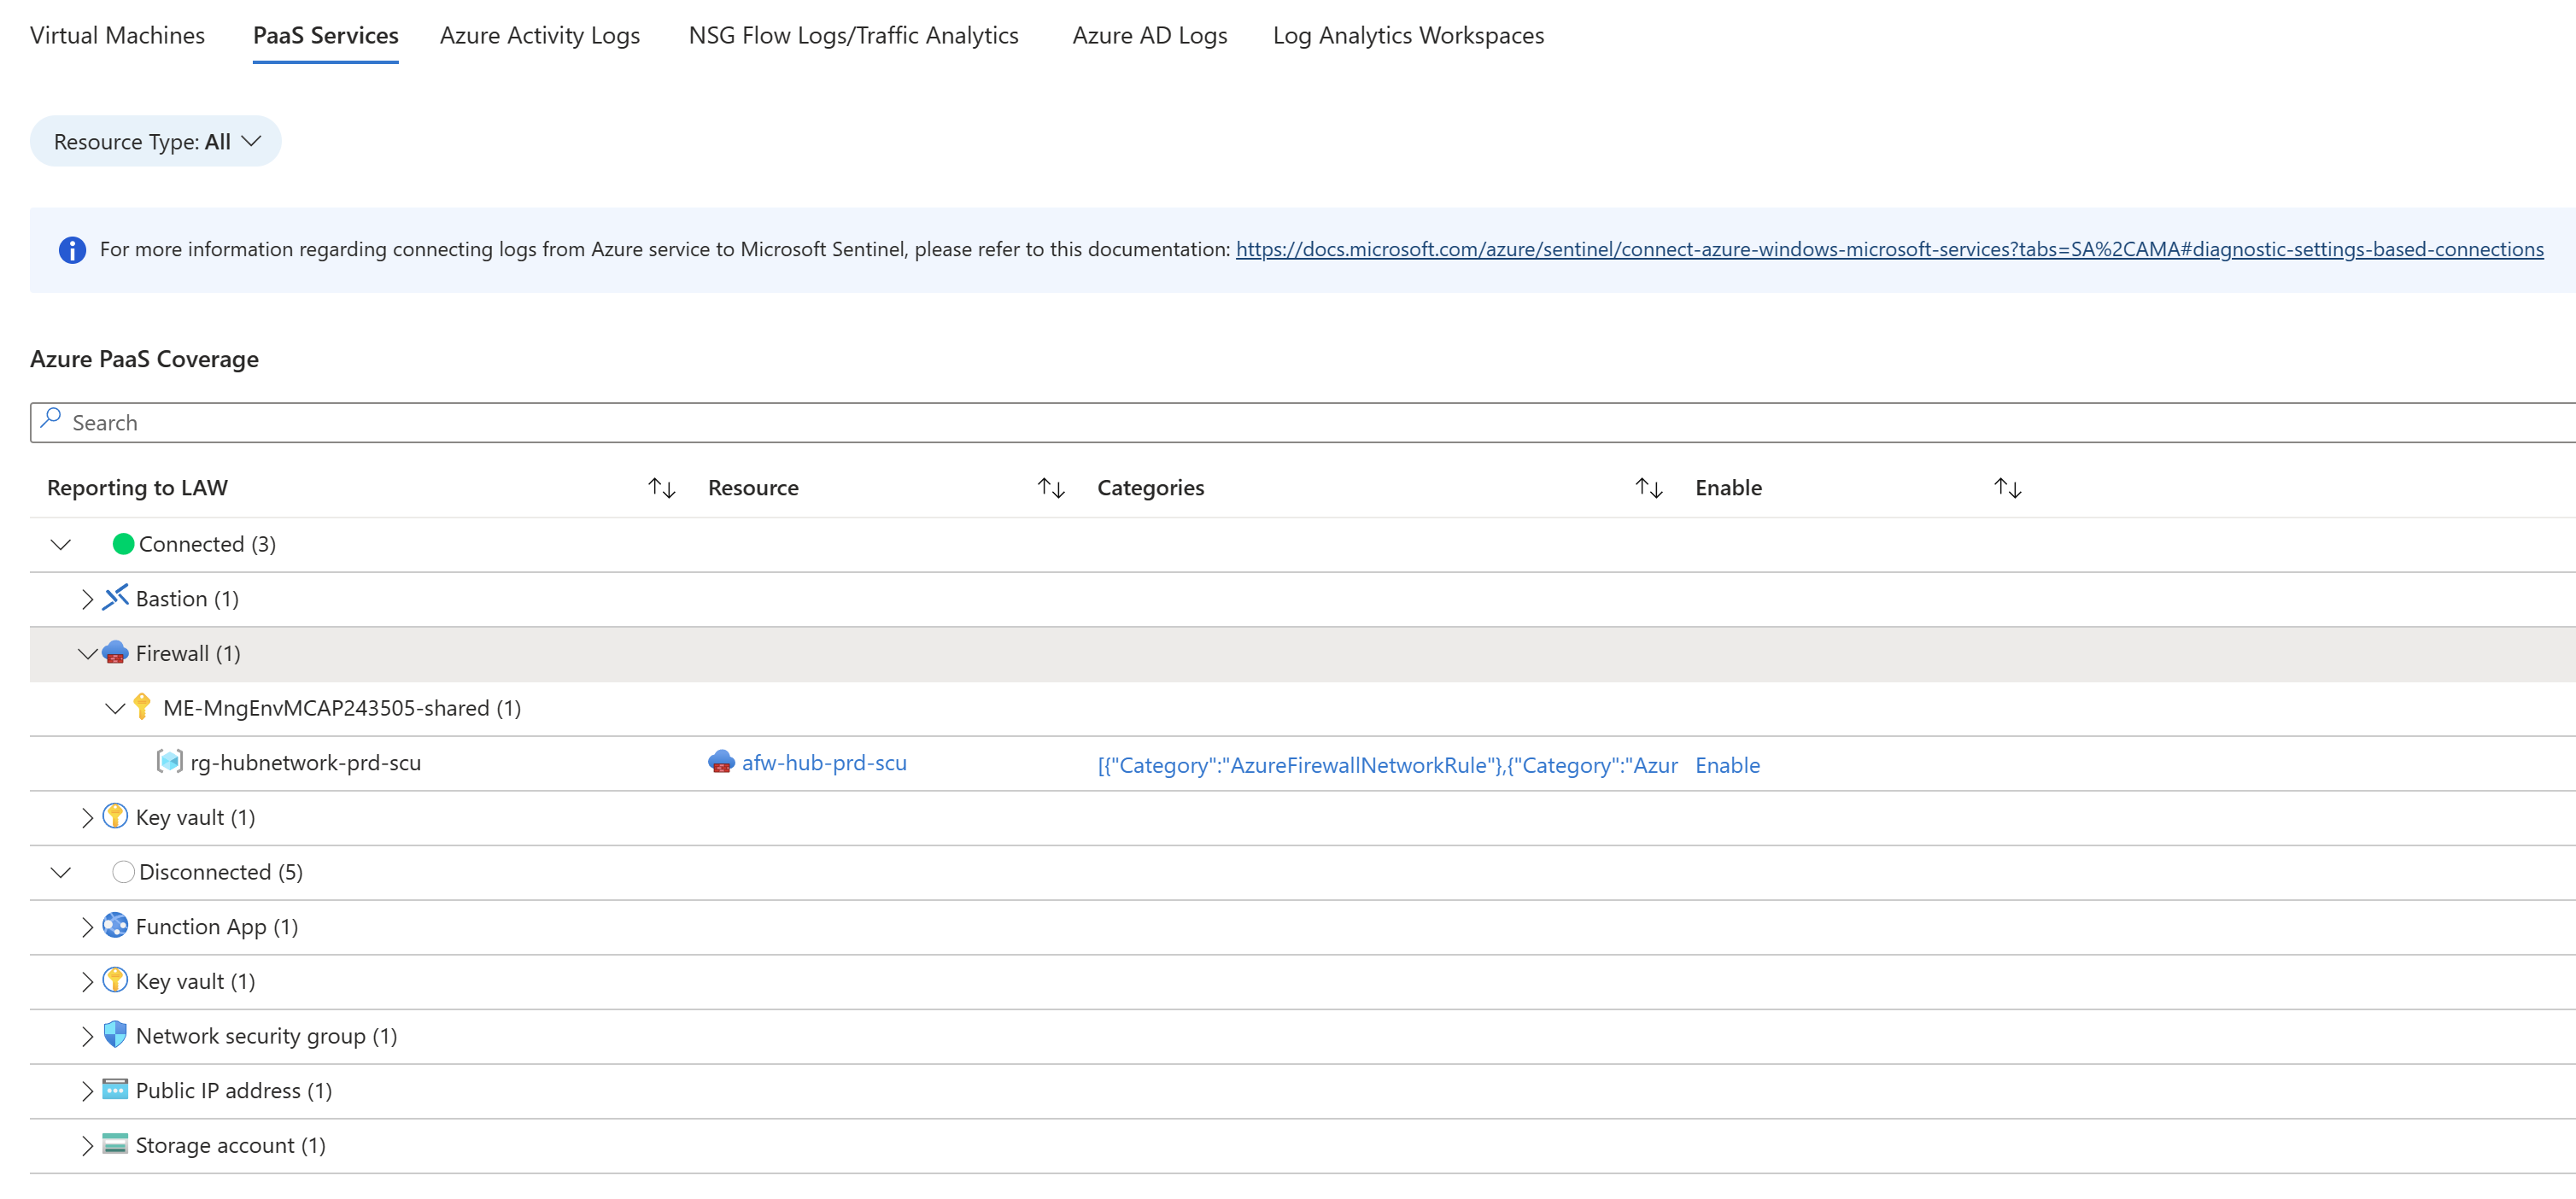 Virtual Machines PaaS Services Azure Activity Logs NSG Flow Logs/Traffic Analytics Azure AD Logs Log Analytics Workspaces
Resource Type: All
For more information regarding connecting logs from Azure service to Microsoft Sentinel, please refer to this documentation: https://docs.microsoft.com/azure/sentinel/connect-azure-windows-microsoft-services?tabs=SA%2CAMA#diagnostic-settings-based-connections
Azure PaaS Coverage
Search
Reporting to LAW Resource Categories Enable
Connected (3)
Bastion (1)
Firewall (1)
ME-MngEnvMCAP243505-shared (1)
rg-hubnetwork-prd-scu afw-hub-prd-scu [{"Category":"AzureFirewallNetworkRule"},{"Category":"Azur Enable
Key vault (1)
Disconnected (5)
Function App (1)
Key vault (1)
Network security group (1)
Public IP address (1)
Storage account (1)